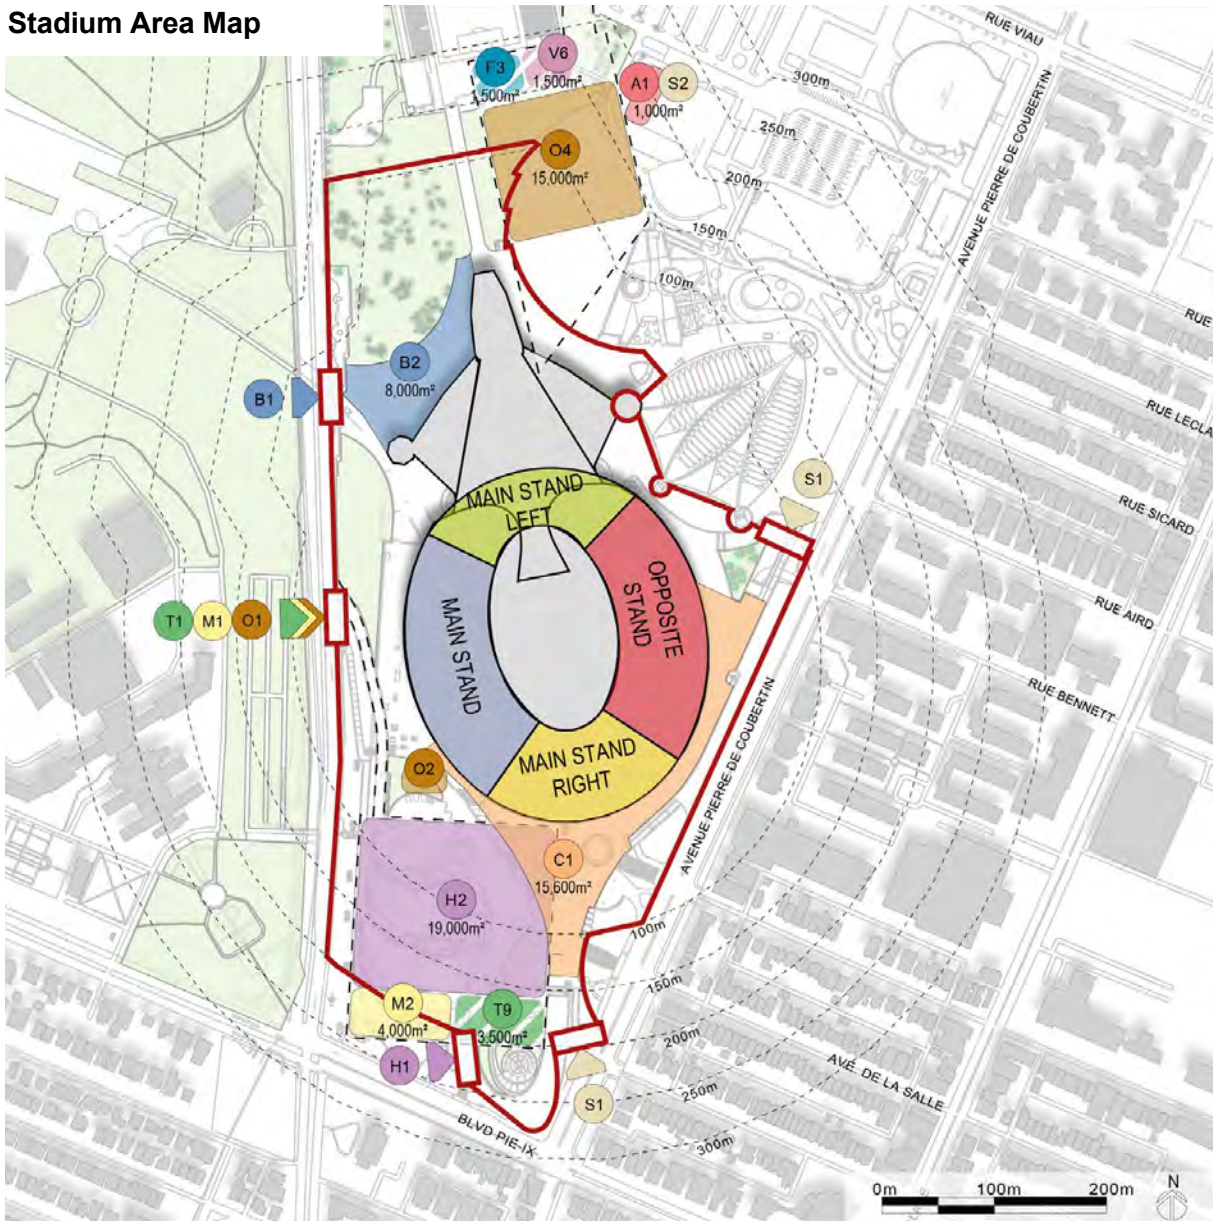 Stadium Area Map
RUE VIAU
F3
1,500m²
V6
1,500m²
A1
S2
1,000m²
300m
250m
200m
150m
100m
AVENUE PIERRE DE COUBERTIN
O4
15,000m²
RUE
RUE LECLA
RUE SICARD
RUE AIRD
RUE BENNETT
B2
8,000m²
B1
S1
MAIN STAND
LEFT
MAIN STAND
OPPOSITE
STAND
MAIN STAND
RIGHT
T1
M1
O1
O2
AVENUE PIERRE DE COUBERTIN
C1
15,600m²
H2
19,000m²
M2
4,000m²
T9
3,500m²
H1
S1
100m
150m
200m
250m
300m
AVE. DE LA SALLE
BLVD PIE-IX
0m
100m
200m
N